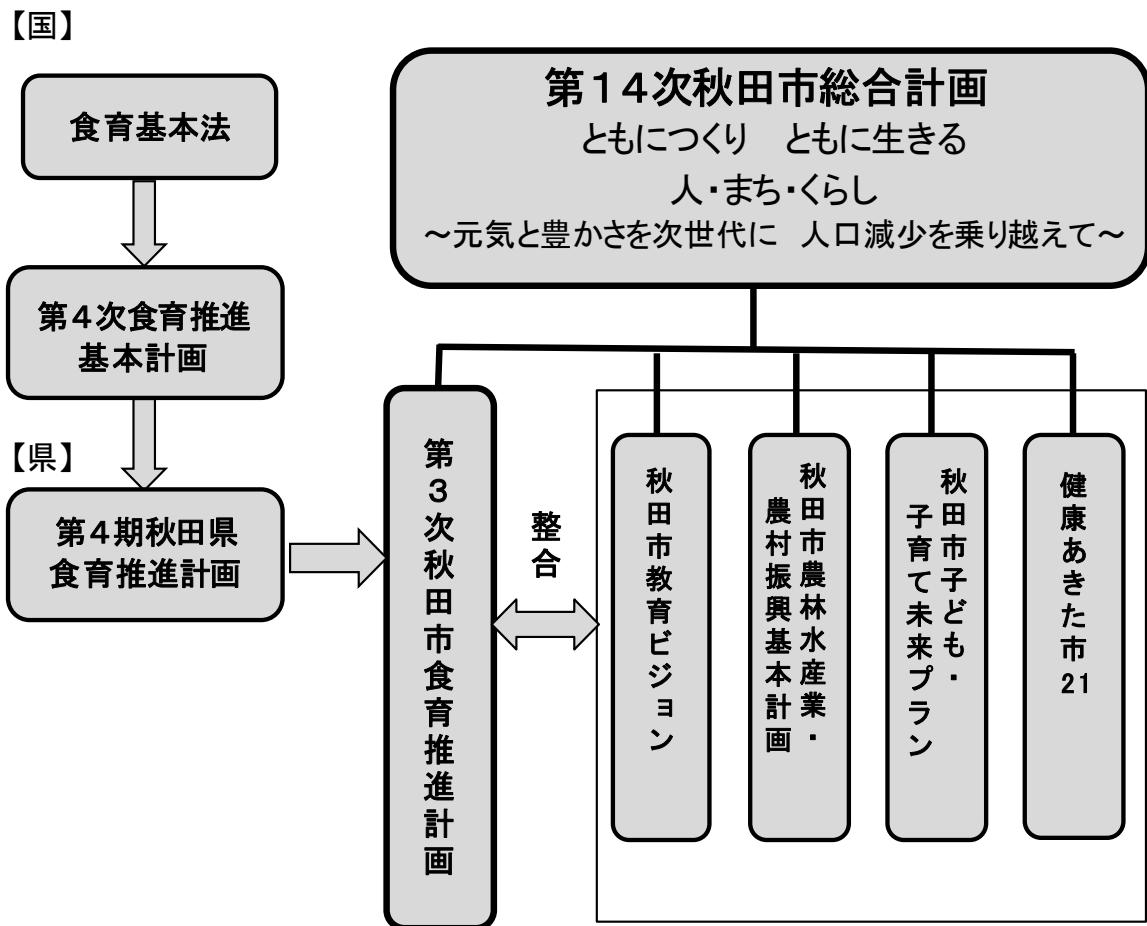 【国】
食育基本法
第4次食育推進
基本計画
【県】
第4期秋田県
食育推進計画
第14次秋田市総合計画
ともにつくり　ともに生きる
人・まち・くらし
～元気と豊かさを次世代に　人口減少を乗り越えて～
第3次秋田市食育推進計画
整合
秋田市教育ビジョン
秋田市農林水産業・
農村振興基本計画
秋田市子ども・
子育て未来プラン
健康あきた市21